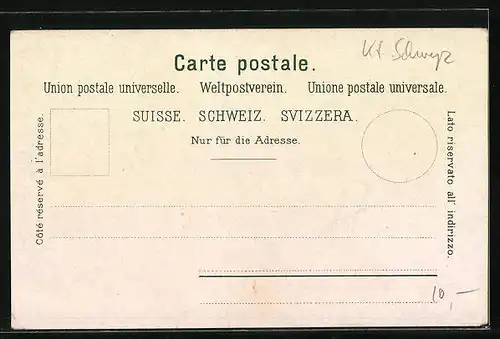 Kt Schwyz
Carte postale.
Union postale universelle. Weltpostverein. Unione postale universale.
SUISSE. SCHWEIZ. SVIZZERA.
Nur für die Adresse.
Côté réservé à l'adresse.
Lato riservato all' indirizzo.
10,—